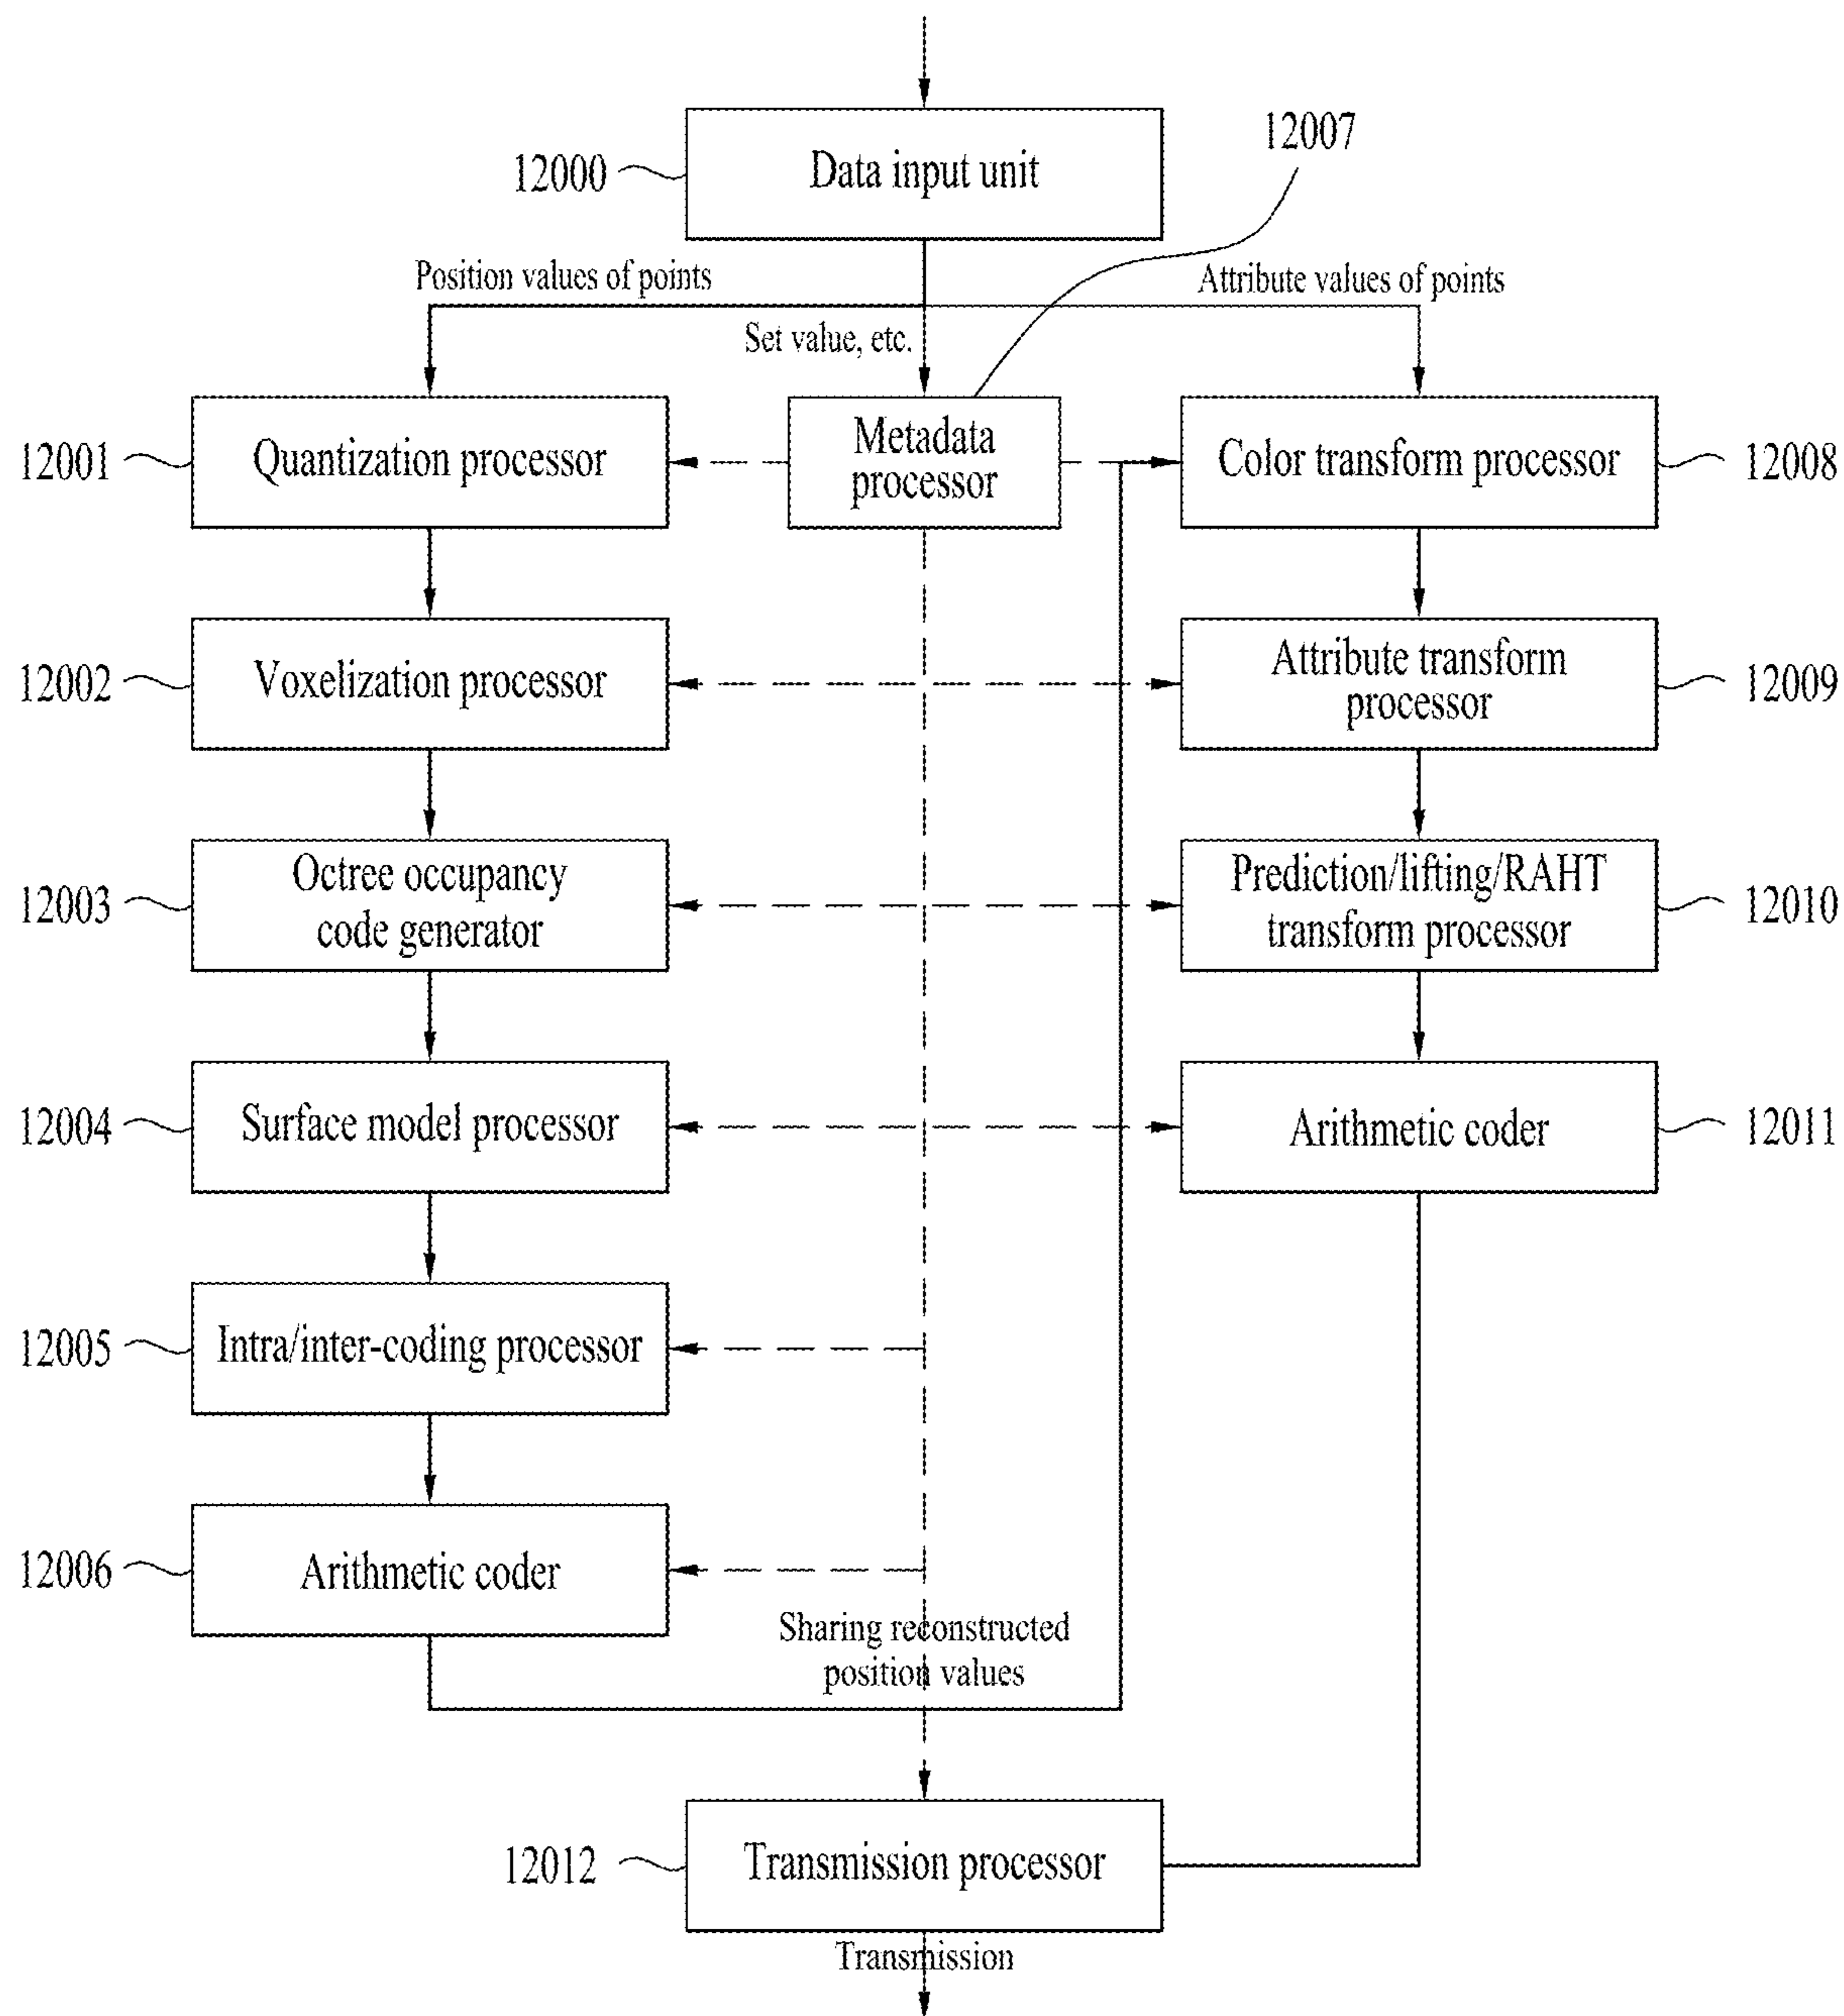 12000
Data input unit
12007
Position values of points
Attribute values of points
Set value, etc.
12001
Quantization processor
Metadata
processor
Color transform processor
12008
12002
Voxelization processor
Attribute transform
processor
12009
12003
Octree occupancy
code generator
Prediction/lifting/RAHT
transform processor
12010
12004
Surface model processor
Arithmetic coder
12011
12005
Intra/inter-coding processor
12006
Arithmetic coder
Sharing reconstructed
position values
12012
Transmission processor
Transmission